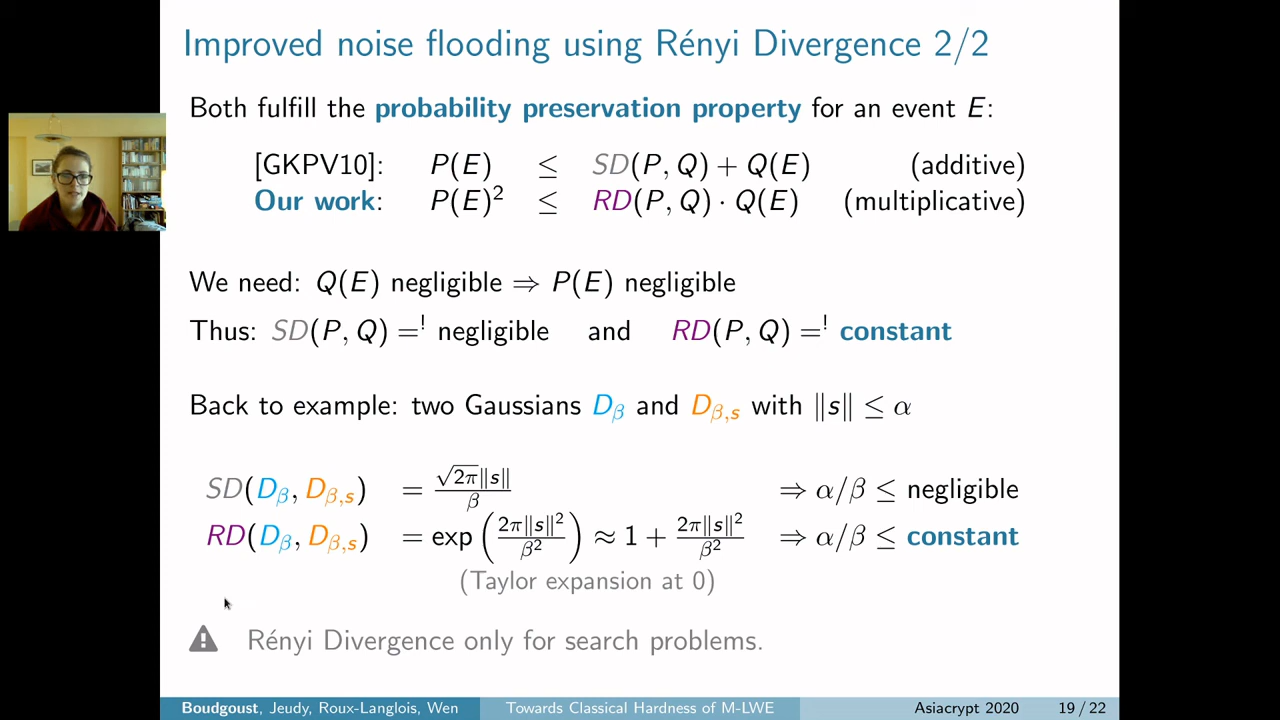 Improved noise flooding using Rényi Divergence 2/2
Both fulfill the probability preservation property for an event E:
[GKPV10]: P(E) ≤ SD(P, Q) + Q(E) (additive)
Our work: P(E)² ≤ RD(P, Q) · Q(E) (multiplicative)
We need: Q(E) negligible ⇒ P(E) negligible
Thus: SD(P, Q) =! negligible and RD(P, Q) =! constant
Back to example: two Gaussians D_β and D_β,s with ‖s‖ ≤ α
SD(D_β, D_β,s) = √2π‖s‖/β ⇒ α/β ≤ negligible
RD(D_β, D_β,s) = exp(2π‖s‖²/β²) ≈ 1 + 2π‖s‖²/β² ⇒ α/β ≤ constant
(Taylor expansion at 0)
Rényi Divergence only for search problems.
Boudgoust, Jeudy, Roux-Langlois, Wen Towards Classical Hardness of M-LWE Asiacrypt 2020 19 / 22